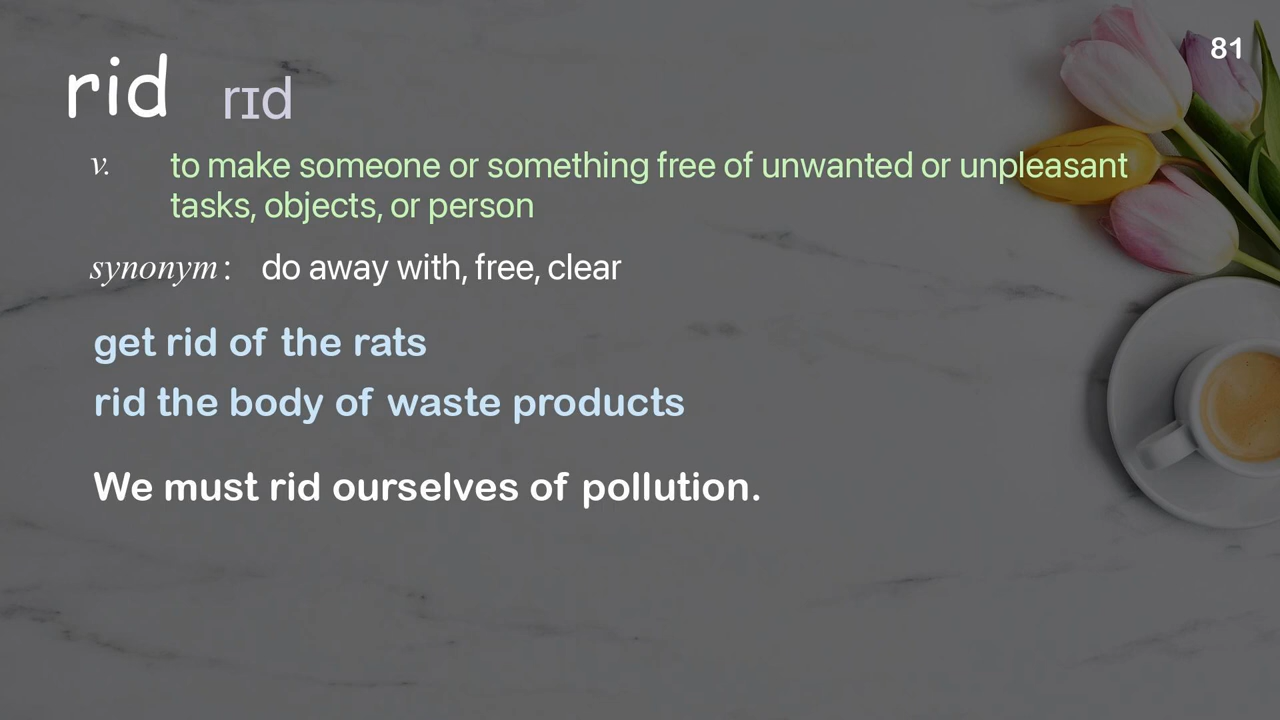 81
rid rɪd
v. to make someone or something free of unwanted or unpleasant
tasks, objects, or person
synonym: do away with, free, clear
get rid of the rats
rid the body of waste products
We must rid ourselves of pollution.